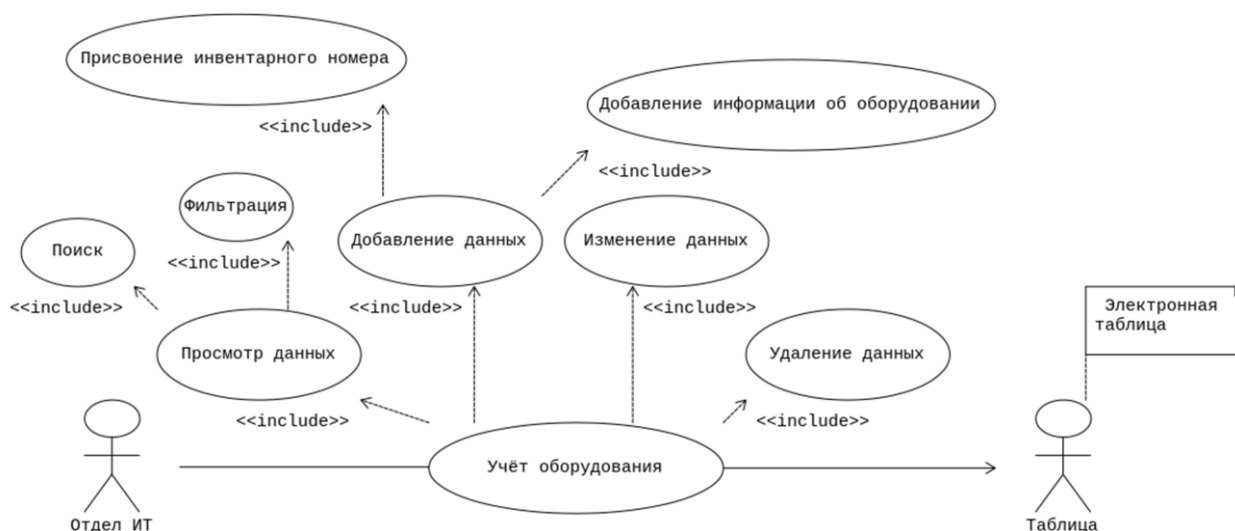 Присвоение инвентарного номера
Добавление информации об оборудовании
<<include>>
<<include>>
Фильтрация
Добавление данных
Изменение данных
Поиск
<<include>>
<<include>>
<<include>>
<<include>>
Электронная
таблица
Просмотр данных
Удаление данных
<<include>>
<<include>>
Учёт оборудования
Отдел ИТ
Таблица